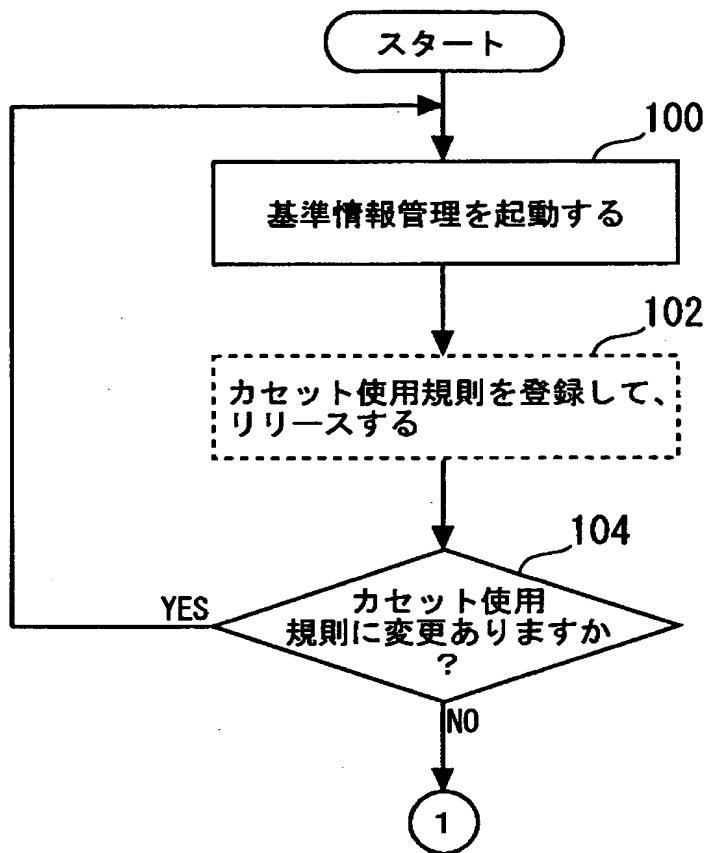 スタート
100
基準情報管理を起動する
102
カセット使用規則を登録して、
リリースする
104
カセット使用
規則に変更ありますか
?
YES
NO
1